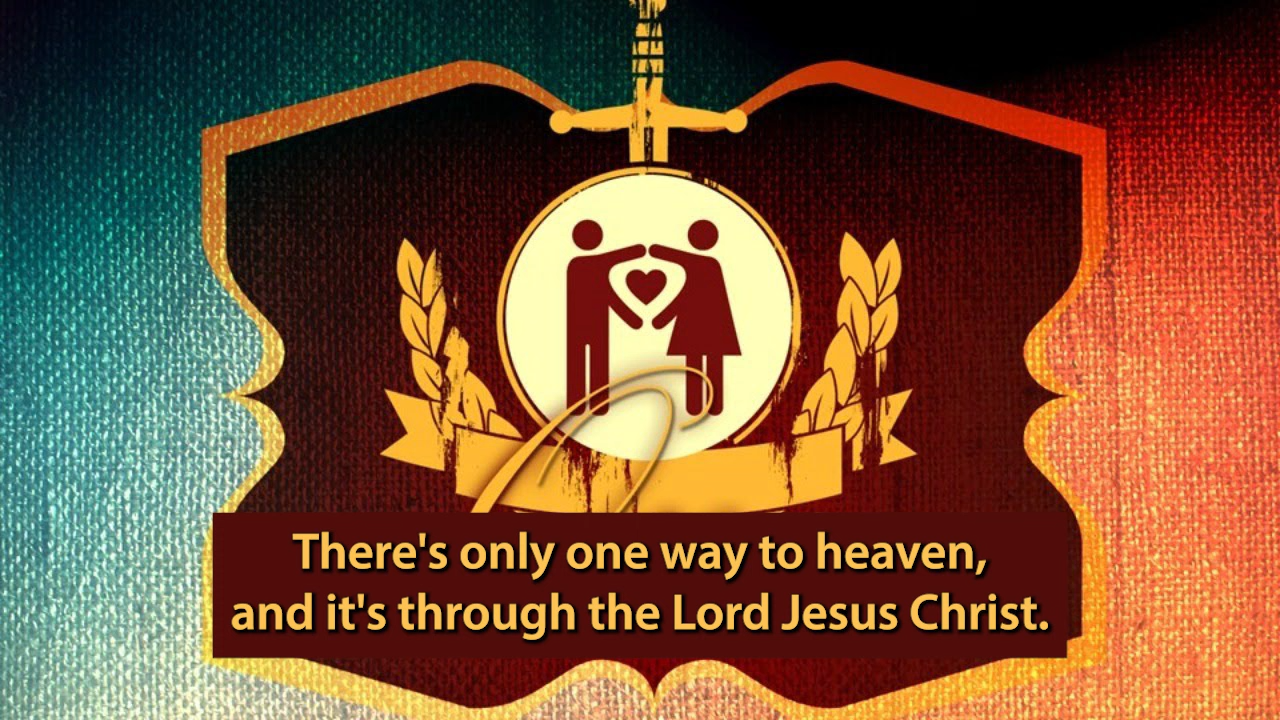 There's only one way to heaven,
and it's through the Lord Jesus Christ.